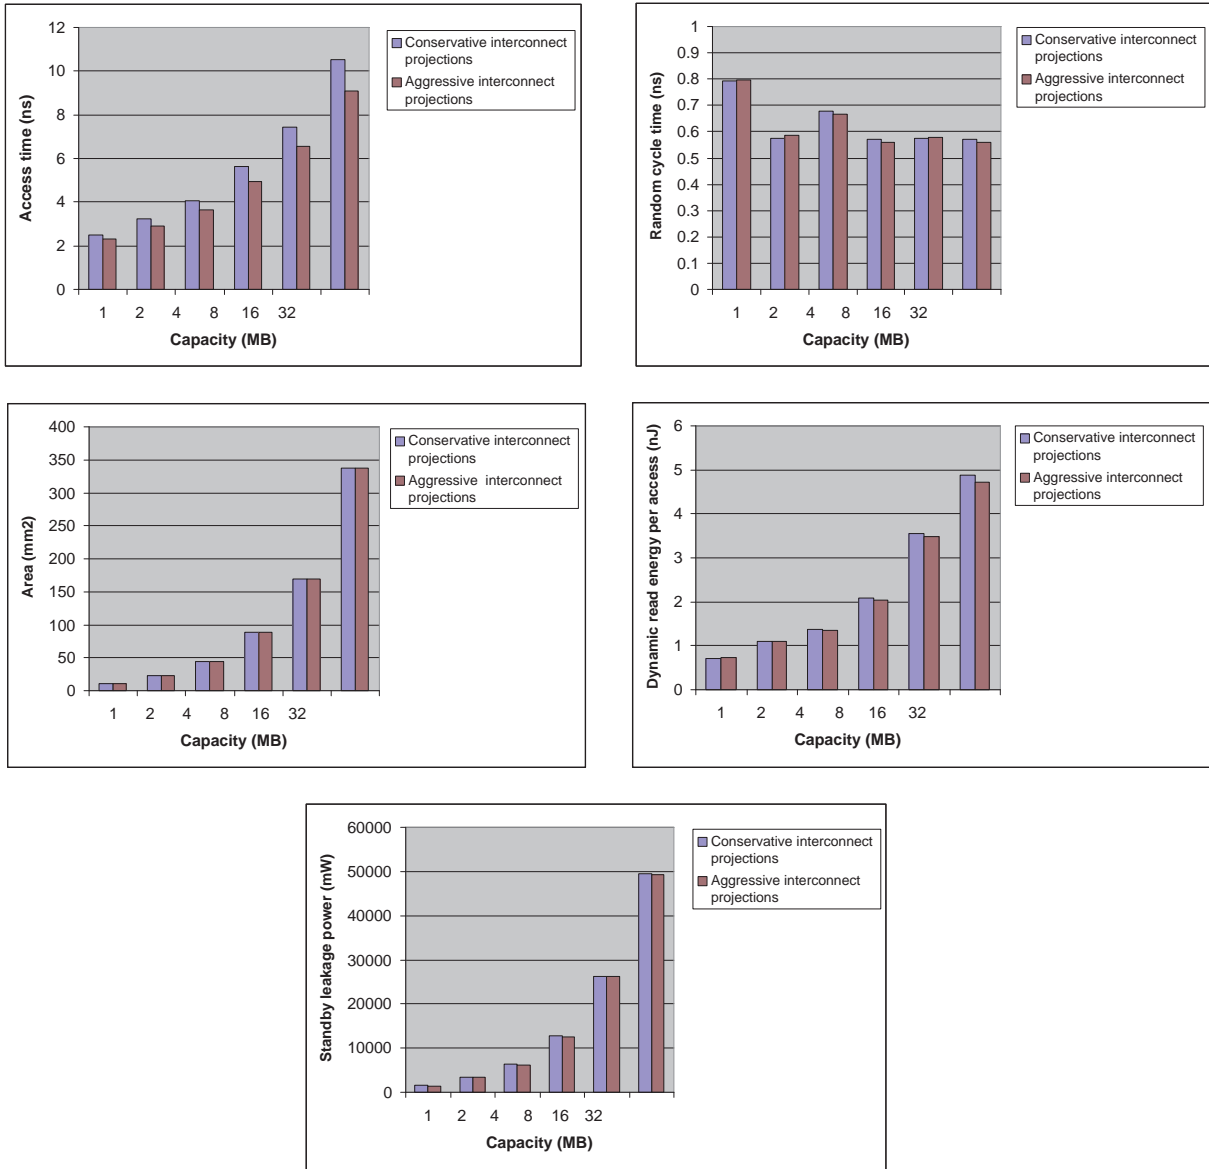 12
10
8
6
4
2
0
Access time (ns)
1 2 4 8 16 32
Capacity (MB)
Conservative interconnect
projections
Aggressive interconnect
projections
1
0.9
0.8
0.7
0.6
0.5
0.4
0.3
0.2
0.1
0
Random cycle time (ns)
1 2 4 8 16 32
Capacity (MB)
Conservative interconnect
projections
Aggressive interconnect
projections
400
350
300
250
200
150
100
50
0
Area (mm2)
1 2 4 8 16 32
Capacity (MB)
Conservative interconnect
projections
Aggressive interconnect
projections
6
5
4
3
2
1
0
Dynamic read energy per access (nJ)
1 2 4 8 16 32
Capacity (MB)
Conservative interconnect
projections
Aggressive interconnect
projections
60000
50000
40000
30000
20000
10000
0
Standby leakage power (mW)
1 2 4 8 16 32
Capacity (MB)
Conservative interconnect
projections
Aggressive interconnect
projections